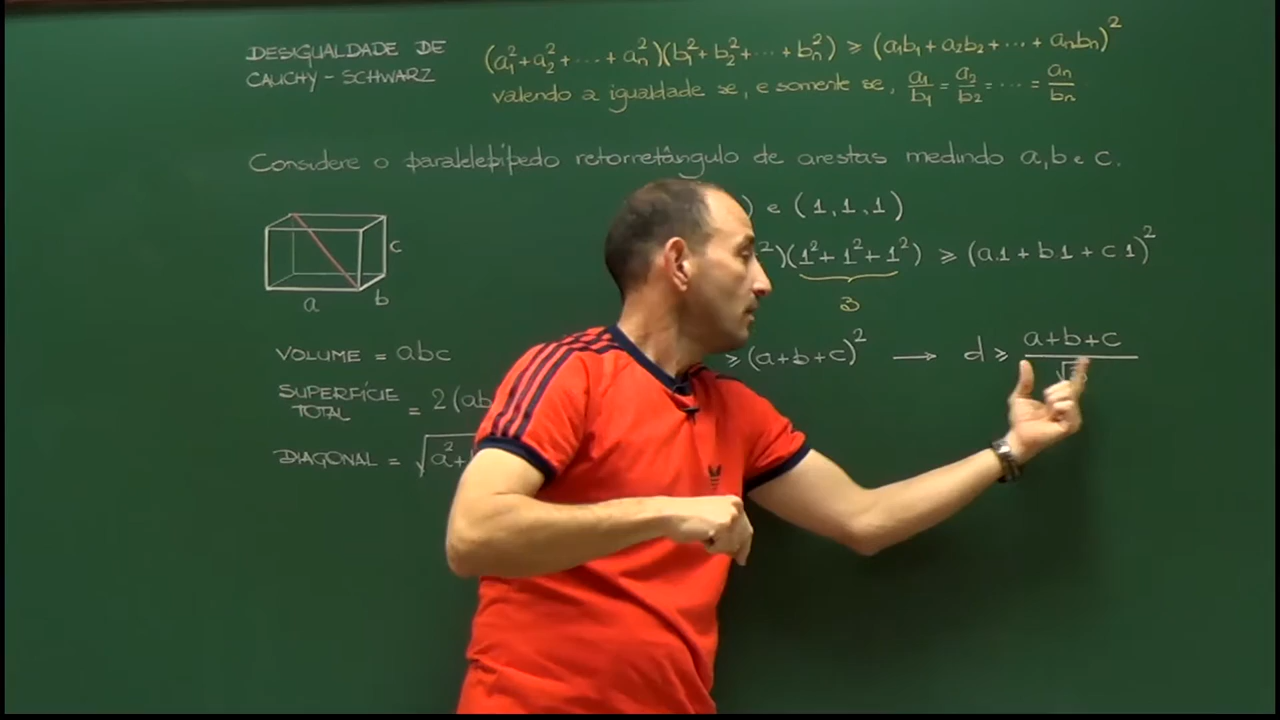 DESIGUALDADE DE
CAUCHY-SCHWARZ
(a₁²+a₂²+···+aₙ²)(b₁²+b₂²+···+bₙ²) ≥ (a₁b₁+a₂b₂+···+aₙbₙ)²
valendo a igualdade se, e somente se, a₁/b₁ = a₂/b₂ = ··· = aₙ/bₙ
Considere o paralelepípedo retorretângulo de arestas medindo a, b e c.
) e (1,1,1)
²)(1²+1²+1²) ≥ (a.1+b.1+c.1)²
3
c
a
b
≥(a+b+c)² → d ≥ (a+b+c)/√
VOLUME = abc
SUPERFÍCIE
TOTAL = 2(ab
DIAGONAL = √a²+